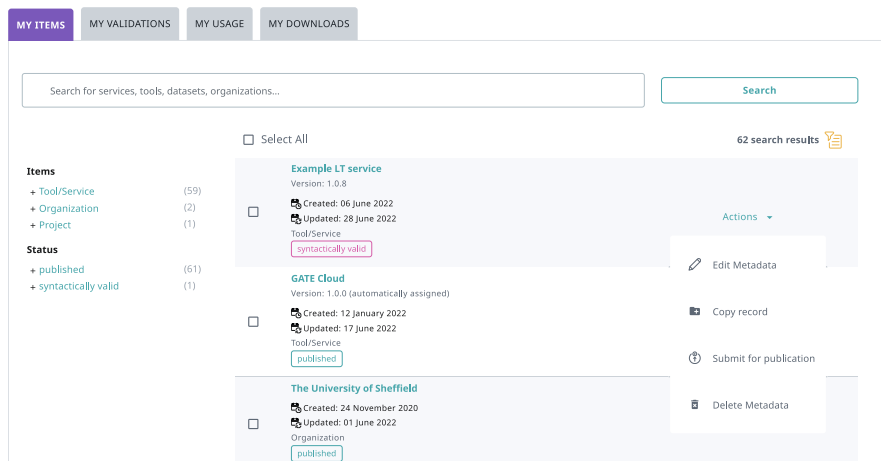 MY ITEMS
MY VALIDATIONS
MY USAGE
MY DOWNLOADS
Search for services, tools, datasets, organizations...
Search
Select All
62 search results
Items
+ Tool/Service (59)
+ Organization (2)
+ Project (1)
Status
+ published (61)
+ syntactically valid (1)
Example LT service
Version: 1.0.8
Created: 06 June 2022
Updated: 28 June 2022
Tool/Service
syntactically valid
Actions
Edit Metadata
Copy record
Submit for publication
Delete Metadata
GATE Cloud
Version: 1.0.0 (automatically assigned)
Created: 12 January 2022
Updated: 17 June 2022
Tool/Service
published
The University of Sheffield
Created: 24 November 2020
Updated: 01 June 2022
Organization
published